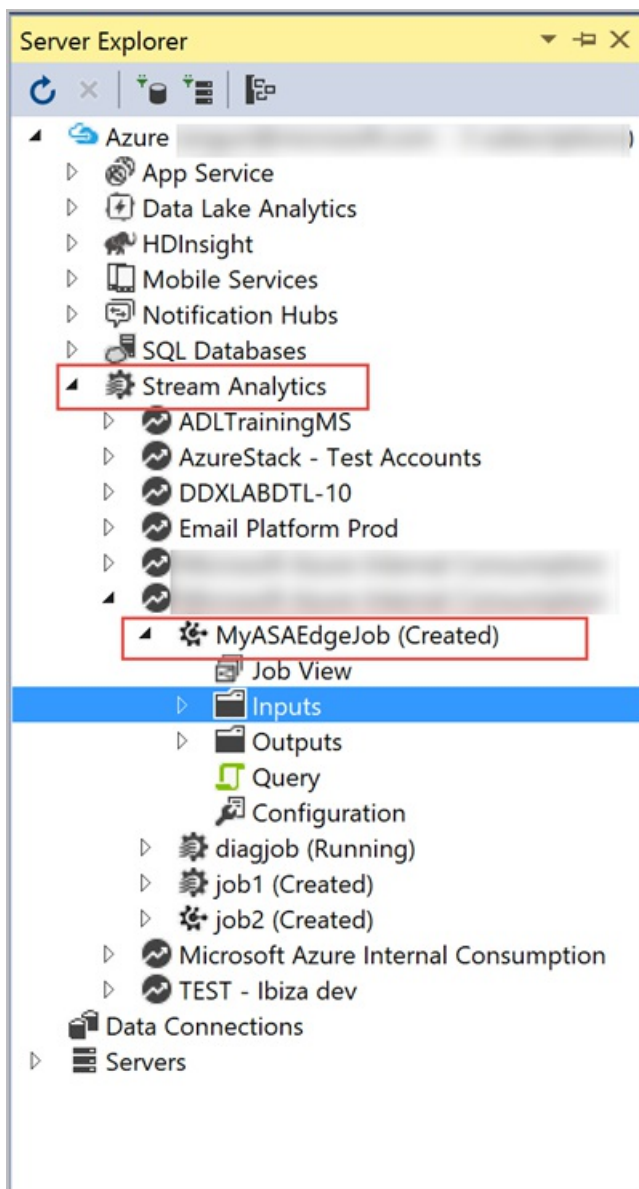 Server Explorer
Azure
App Service
Data Lake Analytics
HDInsight
Mobile Services
Notification Hubs
SQL Databases
Stream Analytics
ADLTrainingMS
AzureStack - Test Accounts
DDXLABDTL-10
Email Platform Prod
MyASAEdgeJob (Created)
Job View
Inputs
Outputs
Query
Configuration
diagjob (Running)
job1 (Created)
job2 (Created)
Microsoft Azure Internal Consumption
TEST - Ibiza dev
Data Connections
Servers